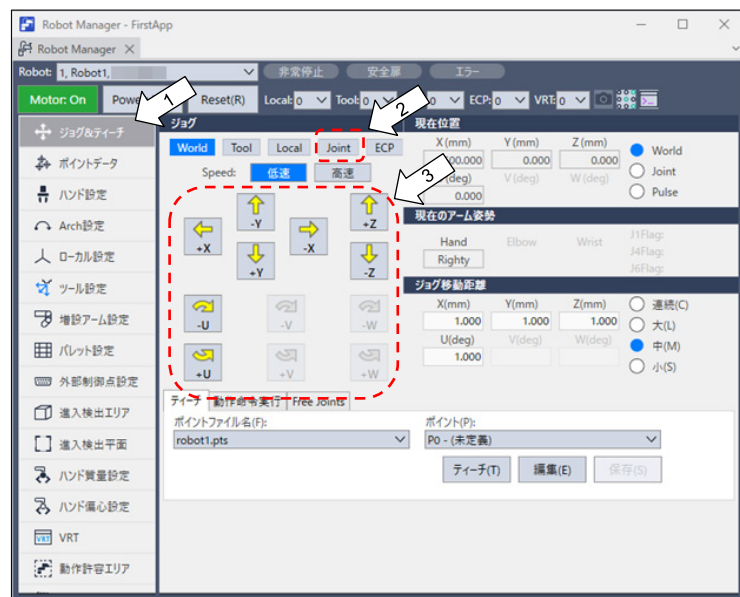 Robot Manager - FirstApp
Robot Manager
Robot: 1, Robot1,
非常停止 安全扉 エラー
Motor: On Reset(R) Local: 0 Tool: 0 0 ECP: 0 VRT: 0
1
2
3
ジョグ&ティーチ
ポイントデータ
ハンド設定
Arch設定
ローカル設定
ツール設定
増設アーム設定
パレット設定
外部制御点設定
進入検出エリア
進入検出平面
ハンド質量設定
ハンド偏心設定
VRT
動作許容エリア
ジョグ
World Tool Local Joint ECP
Speed: 低速 高速
-Y +Z
+X -X
+Y -Z
-U -V -W
+U +V +W
現在位置
X (mm) Y (mm) Z (mm)
0.000 0.000
(deg) V (deg) W (deg)
0.000
World
Joint
Pulse
現在のアーム姿勢
Hand Elbow Wrist
Righty
J1Flag:
J4Flag:
J6Flag:
ジョグ移動距離
X(mm) Y(mm) Z(mm)
1.000 1.000 1.000
U(deg) V(deg) W(deg)
1.000
連続(C)
大(L)
中(M)
小(S)
ティーチ 動作命令実行 Free Joints
ポイントファイル名(F): ポイント(P):
robot1.pts P0 - (未定義)
ティーチ(T) 編集(E) 保存(S)